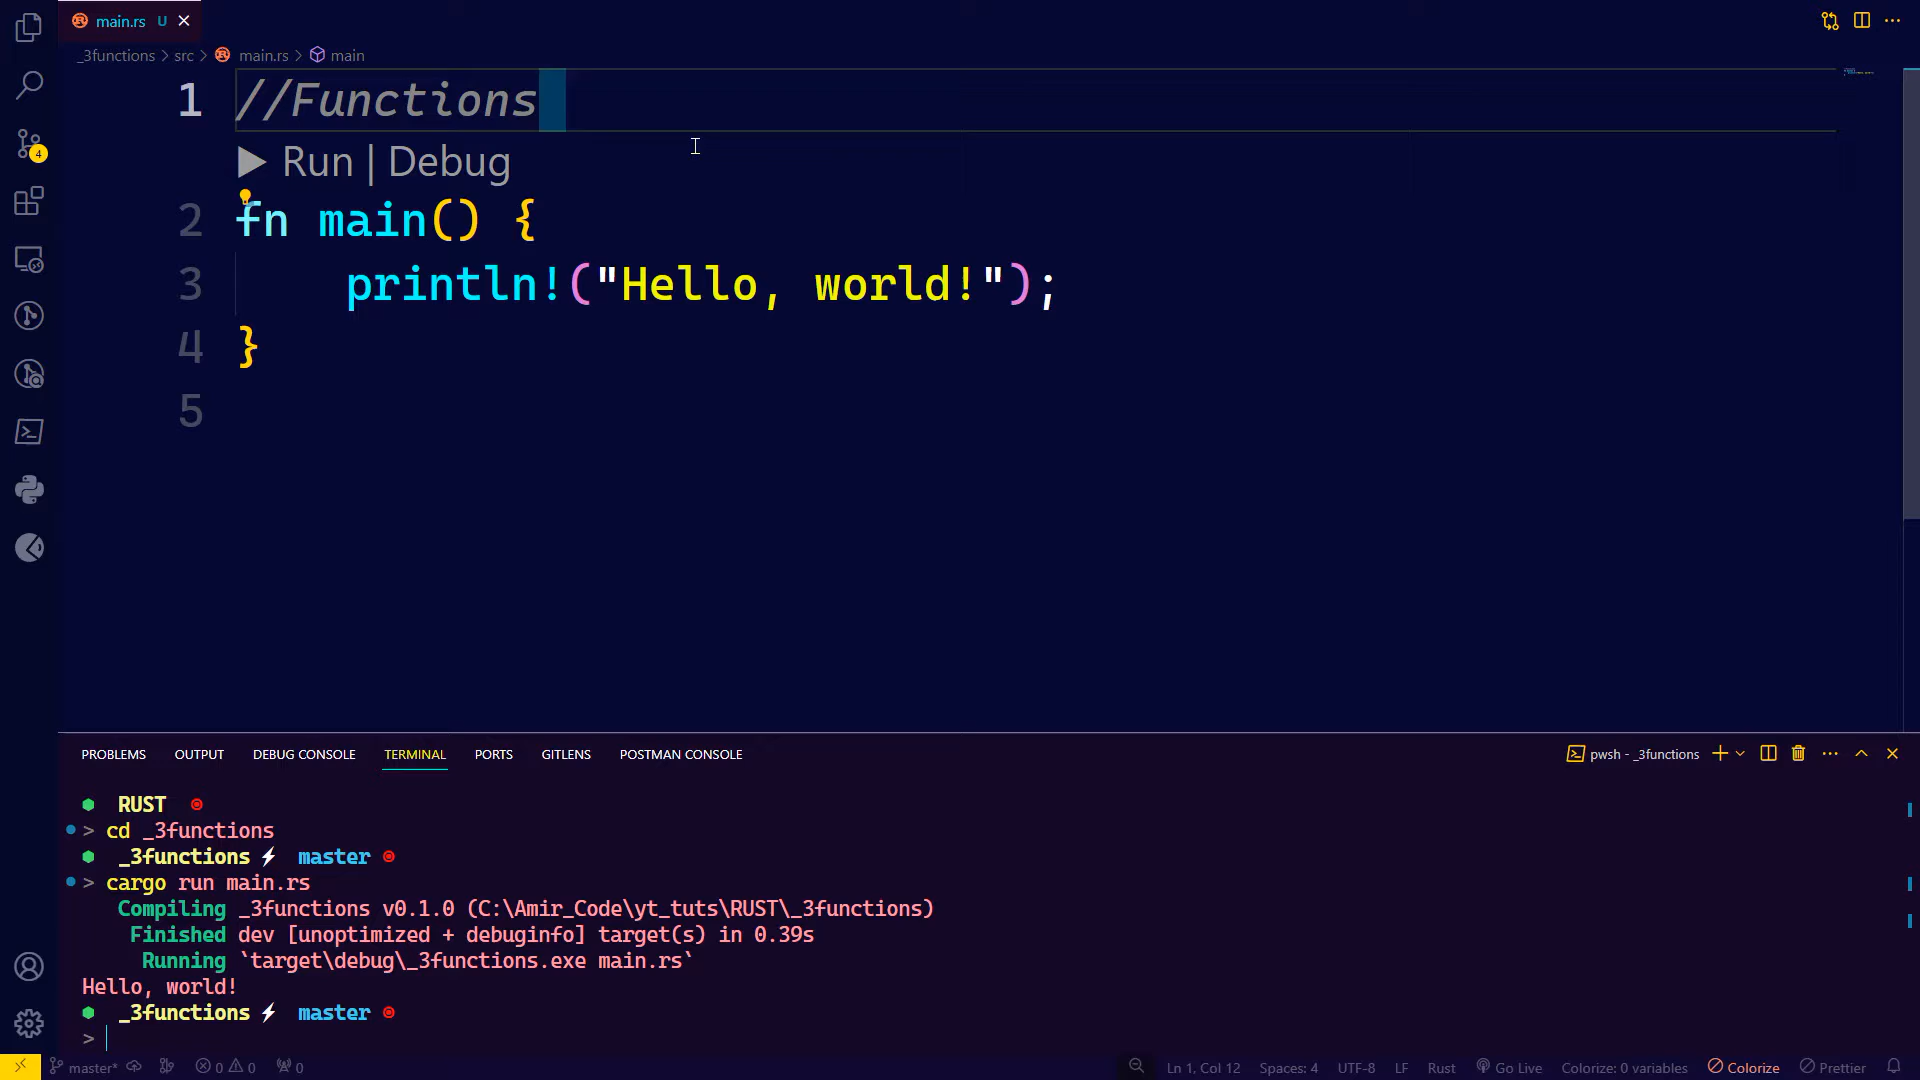 main.rs U
_3functions > src > main.rs > main
1 //Functions
Run | Debug
2 fn main() {
3 println!("Hello, world!");
4 }
5
4
PROBLEMS OUTPUT DEBUG CONSOLE TERMINAL PORTS GITLENS POSTMAN CONSOLE
pwsh - _3functions
RUST
> cd _3functions
_3functions master
> cargo run main.rs
Compiling _3functions v0.1.0 (C:\Amir_Code\yt_tuts\RUST\_3functions)
Finished dev [unoptimized + debuginfo] target(s) in 0.39s
Running `target\debug\_3functions.exe main.rs`
Hello, world!
_3functions master
>
master* 0 0 0 Ln 1, Col 12 Spaces: 4 UTF-8 LF Rust Go Live Colorize: 0 variables Colorize Prettier